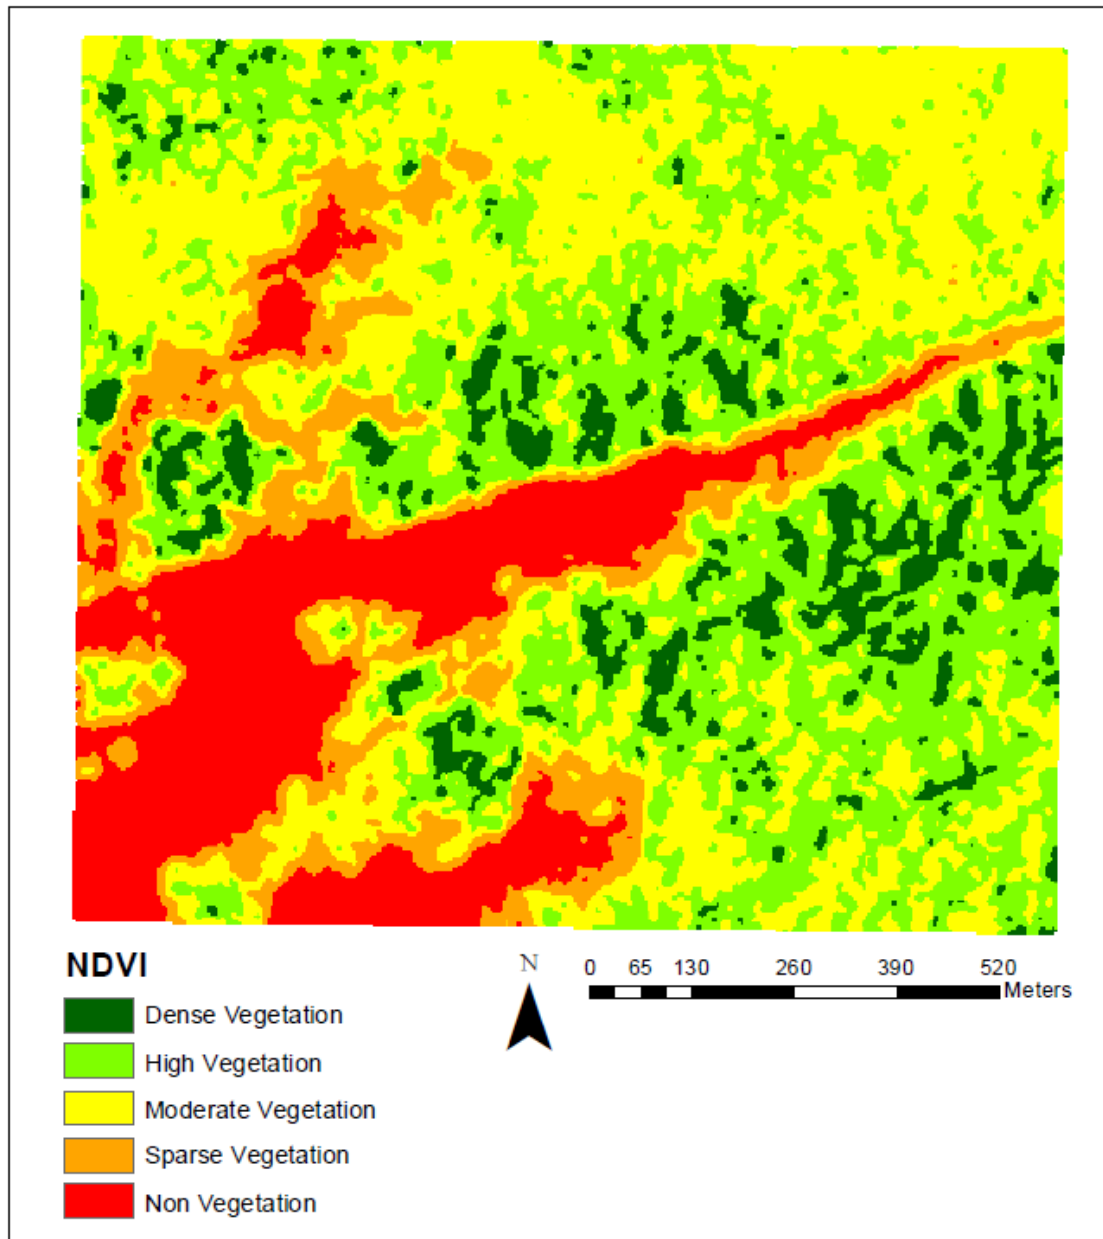 NDVI
Dense Vegetation
High Vegetation
Moderate Vegetation
Sparse Vegetation
Non Vegetation
N
0 65 130 260 390 520
Meters